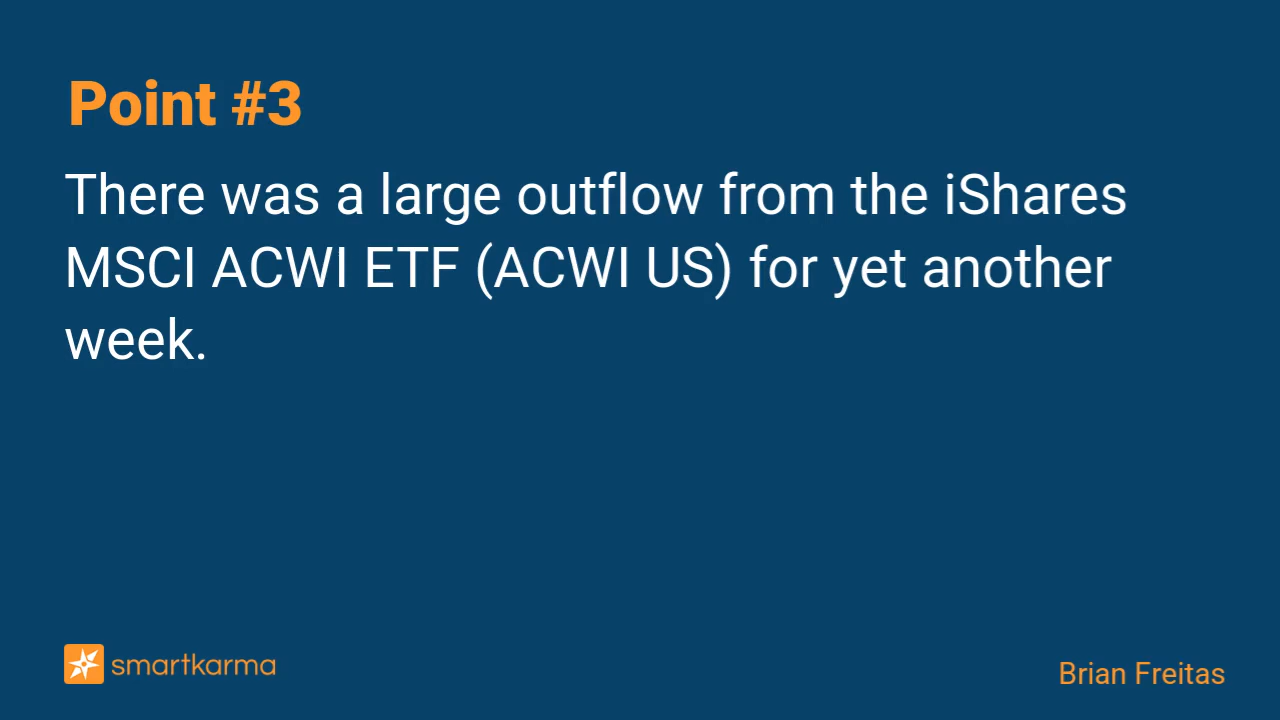 Point #3
There was a large outflow from the iShares
MSCI ACWI ETF (ACWI US) for yet another
week.
smartkarma
Brian Freitas